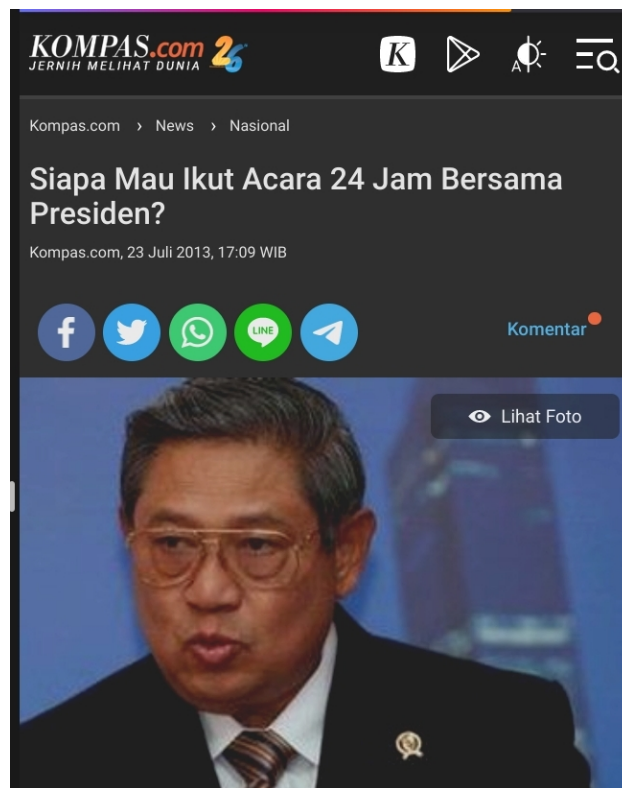 KOMPAS.com 26
JERNIH MELIHAT DUNIA
K
A
Kompas.com › News › Nasional
Siapa Mau Ikut Acara 24 Jam Bersama
Presiden?
Kompas.com, 23 Juli 2013, 17:09 WIB
f
LINE
Komentar
Lihat Foto